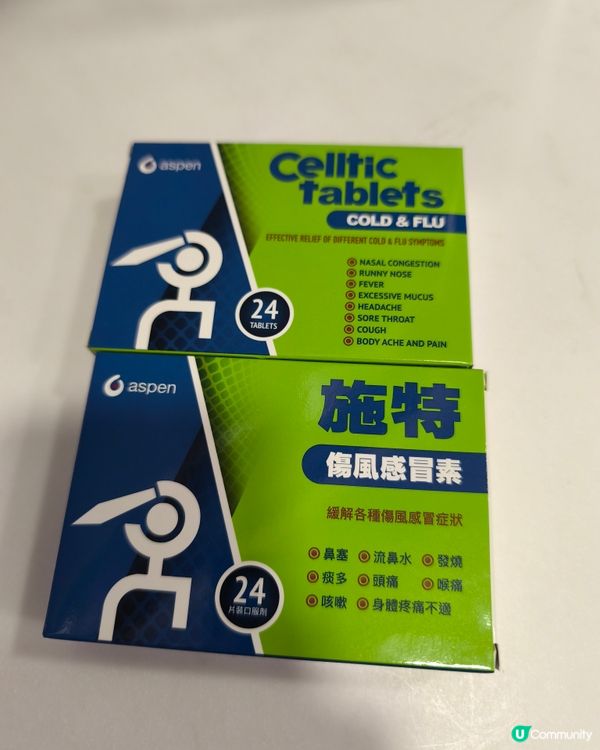 aspen
Celltic
tablets
COLD & FLU
EFFECTIVE RELIEF OF DIFFERENT COLD & FLU SYMPTOMS
NASAL CONGESTION
RUNNY NOSE
FEVER
EXCESSIVE MUCUS
HEADACHE
SORE THROAT
COUGH
BODY ACHE AND PAIN
24
TABLETS
aspen
施特
傷風感冒素
緩解各種傷風感冒症狀
鼻塞 流鼻水 發燒
痰多 頭痛 喉痛
咳嗽 身體疼痛不適
24
片裝口服劑
U Community